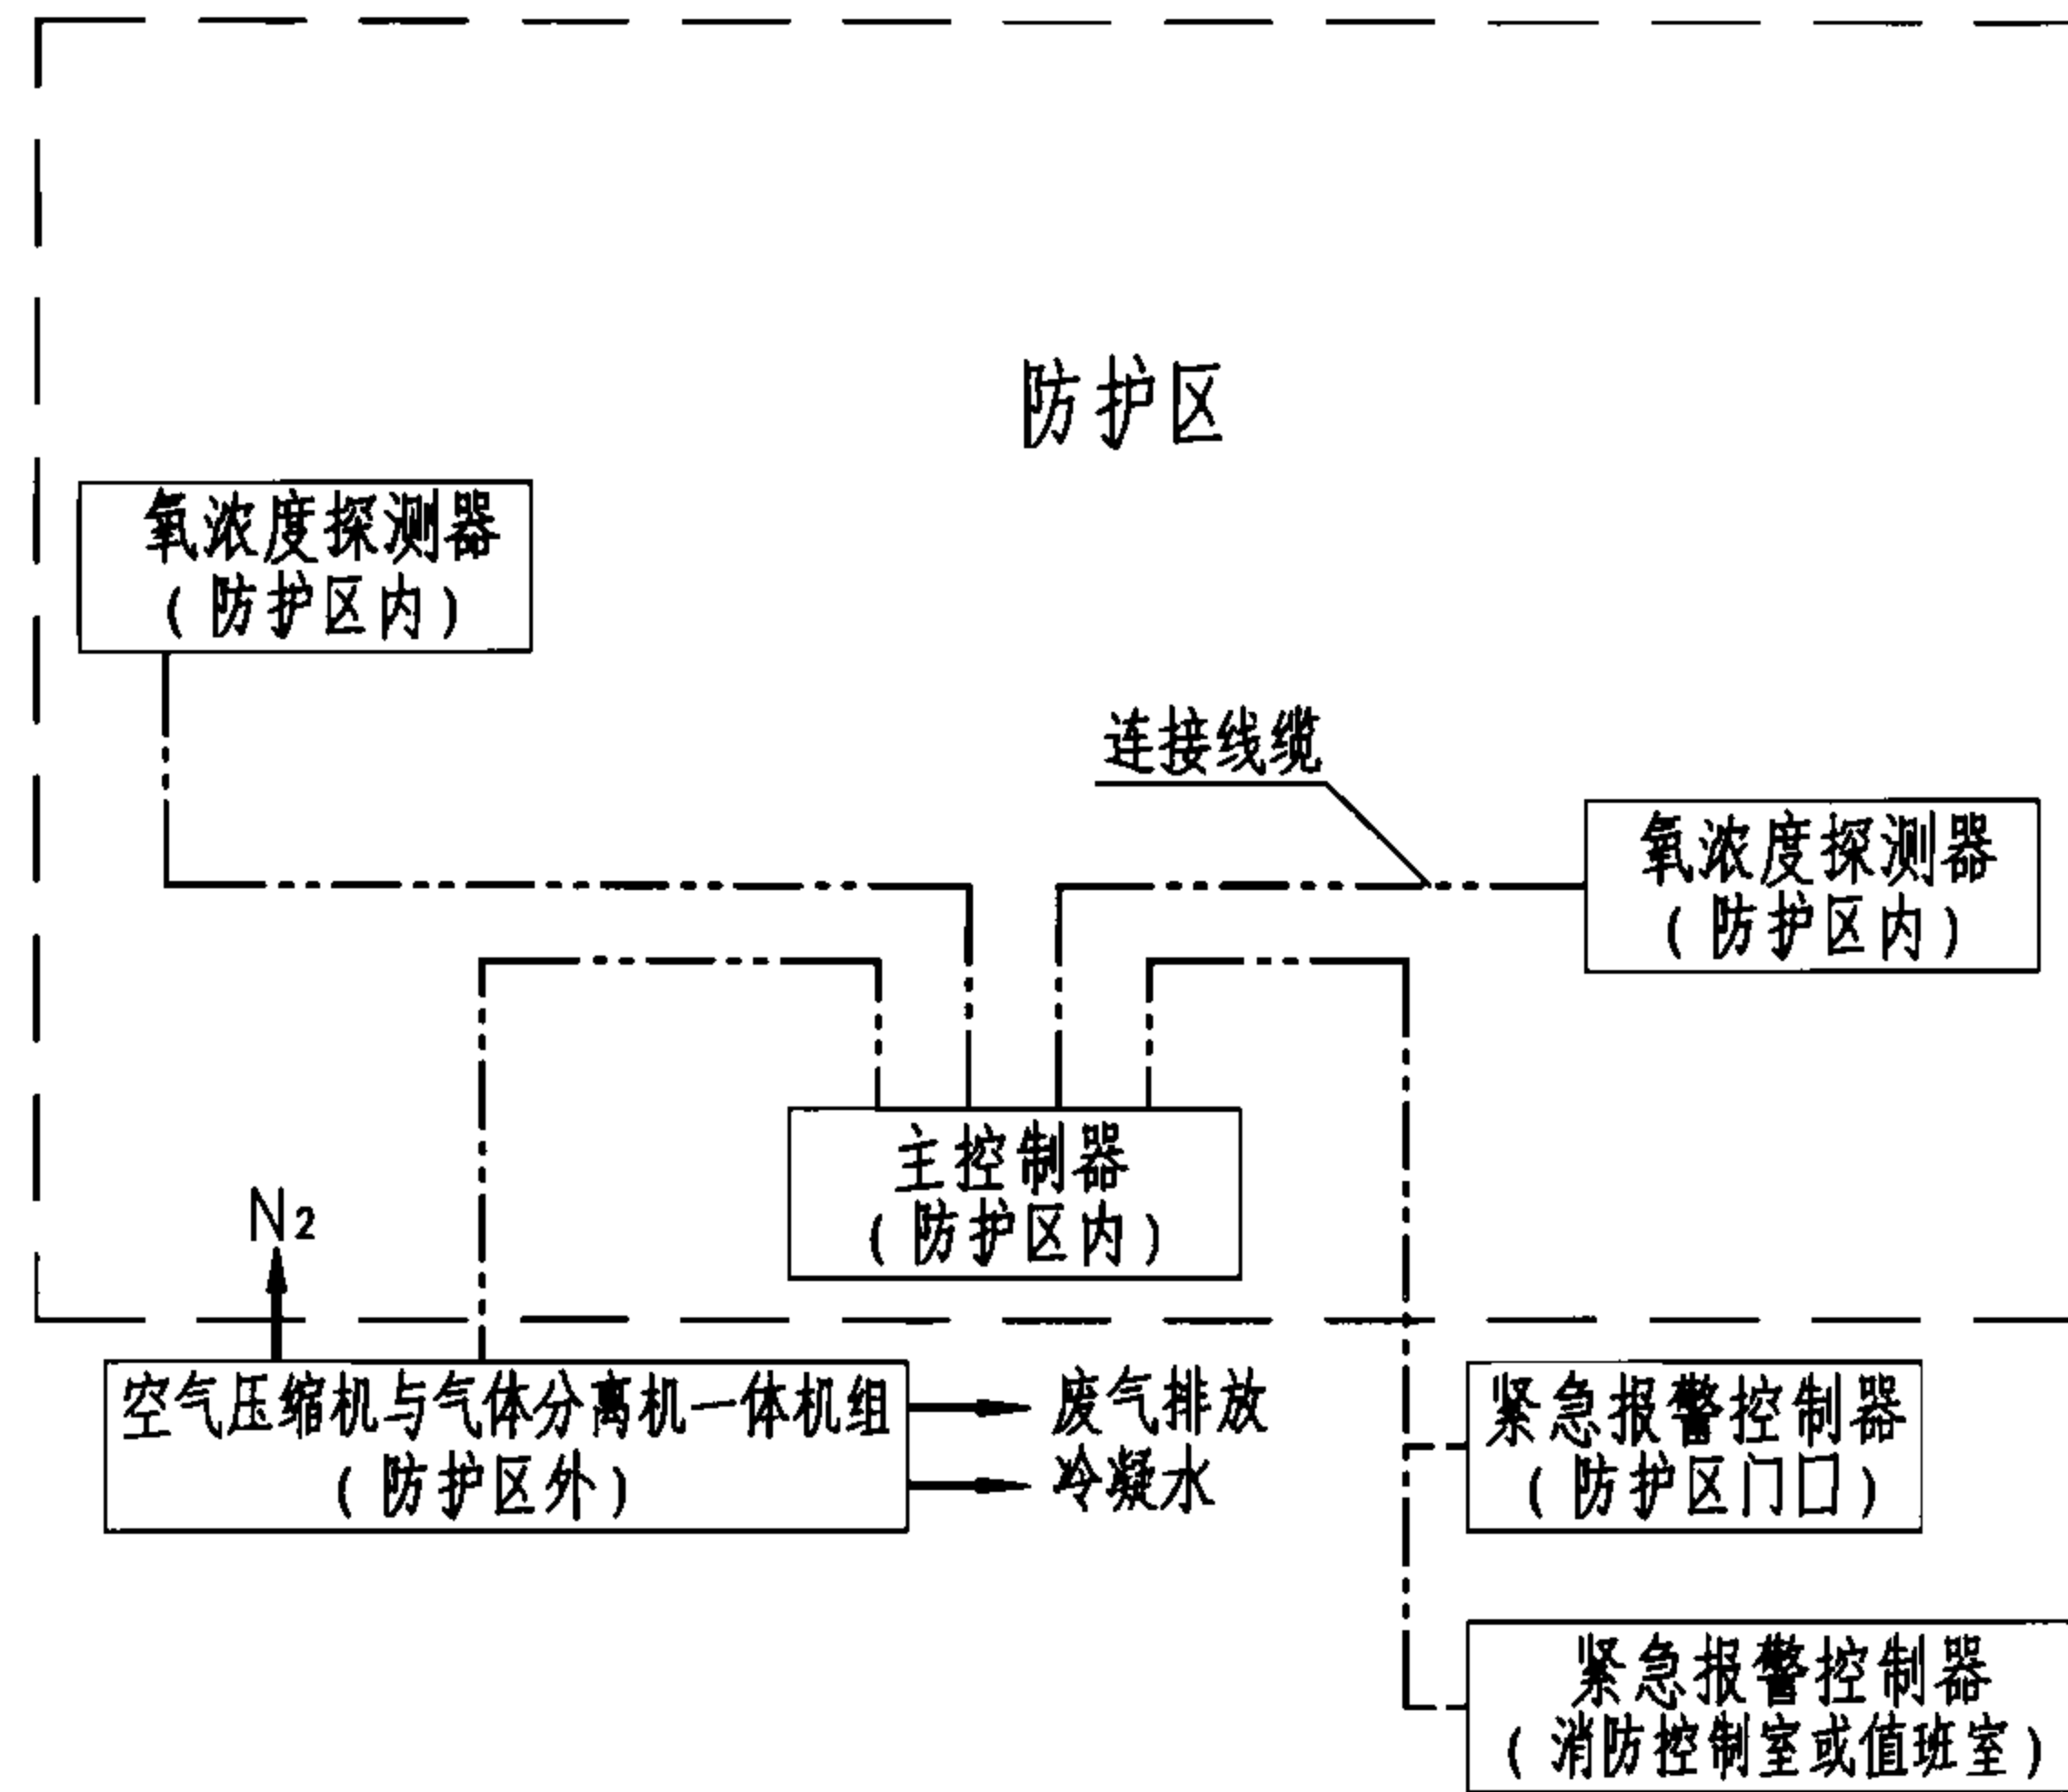 防护区
氧浓度探测器
(防护区内)
连接线缆
氧浓度探测器
(防护区内)
主控制器
(防护区内)
N₂
空气压缩机与气体分离机一体机组
(防护区外)
废气排放
冷凝水
紧急报警控制器
(防护区门口)
紧急报警控制器
(消防控制室或值班室)